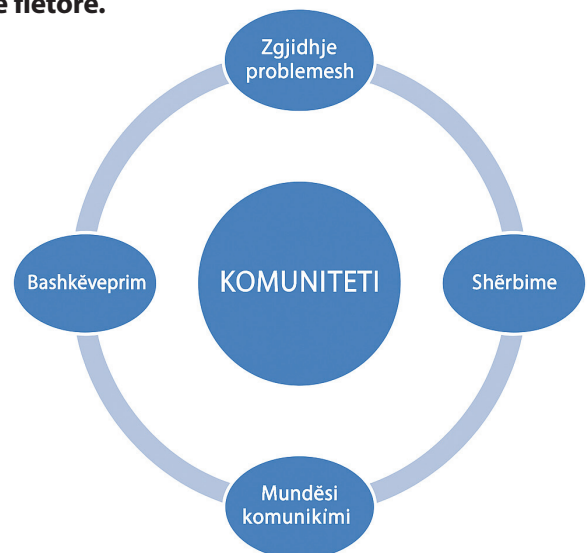 e fletore.
Zgjidhje
problemesh
Bashkëveprim
KOMUNITETI
Shërbime
Mundësi
komunikimi